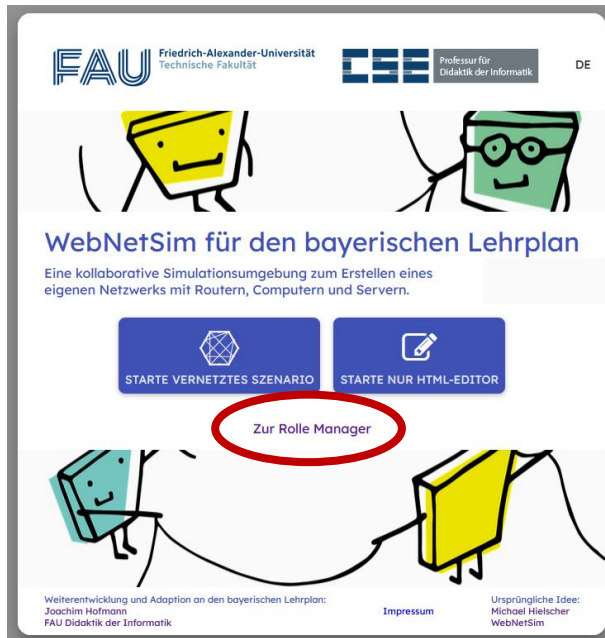 FAU
Friedrich-Alexander-Universität
Technische Fakultät
CSE
Professur für
Didaktik der Informatik
DE
WebNetSim für den bayerischen Lehrplan
Eine kollaborative Simulationsumgebung zum Erstellen eines
eigenen Netzwerks mit Routern, Computern und Servern.
STARTE VERNETZTES SZENARIO
STARTE NUR HTML-EDITOR
Zur Rolle Manager
Weiterentwicklung und Adaption an den bayerischen Lehrplan:
Joachim Hofmann
FAU Didaktik der Informatik
Impressum
Ursprüngliche Idee:
Michael Hielscher
WebNetSim